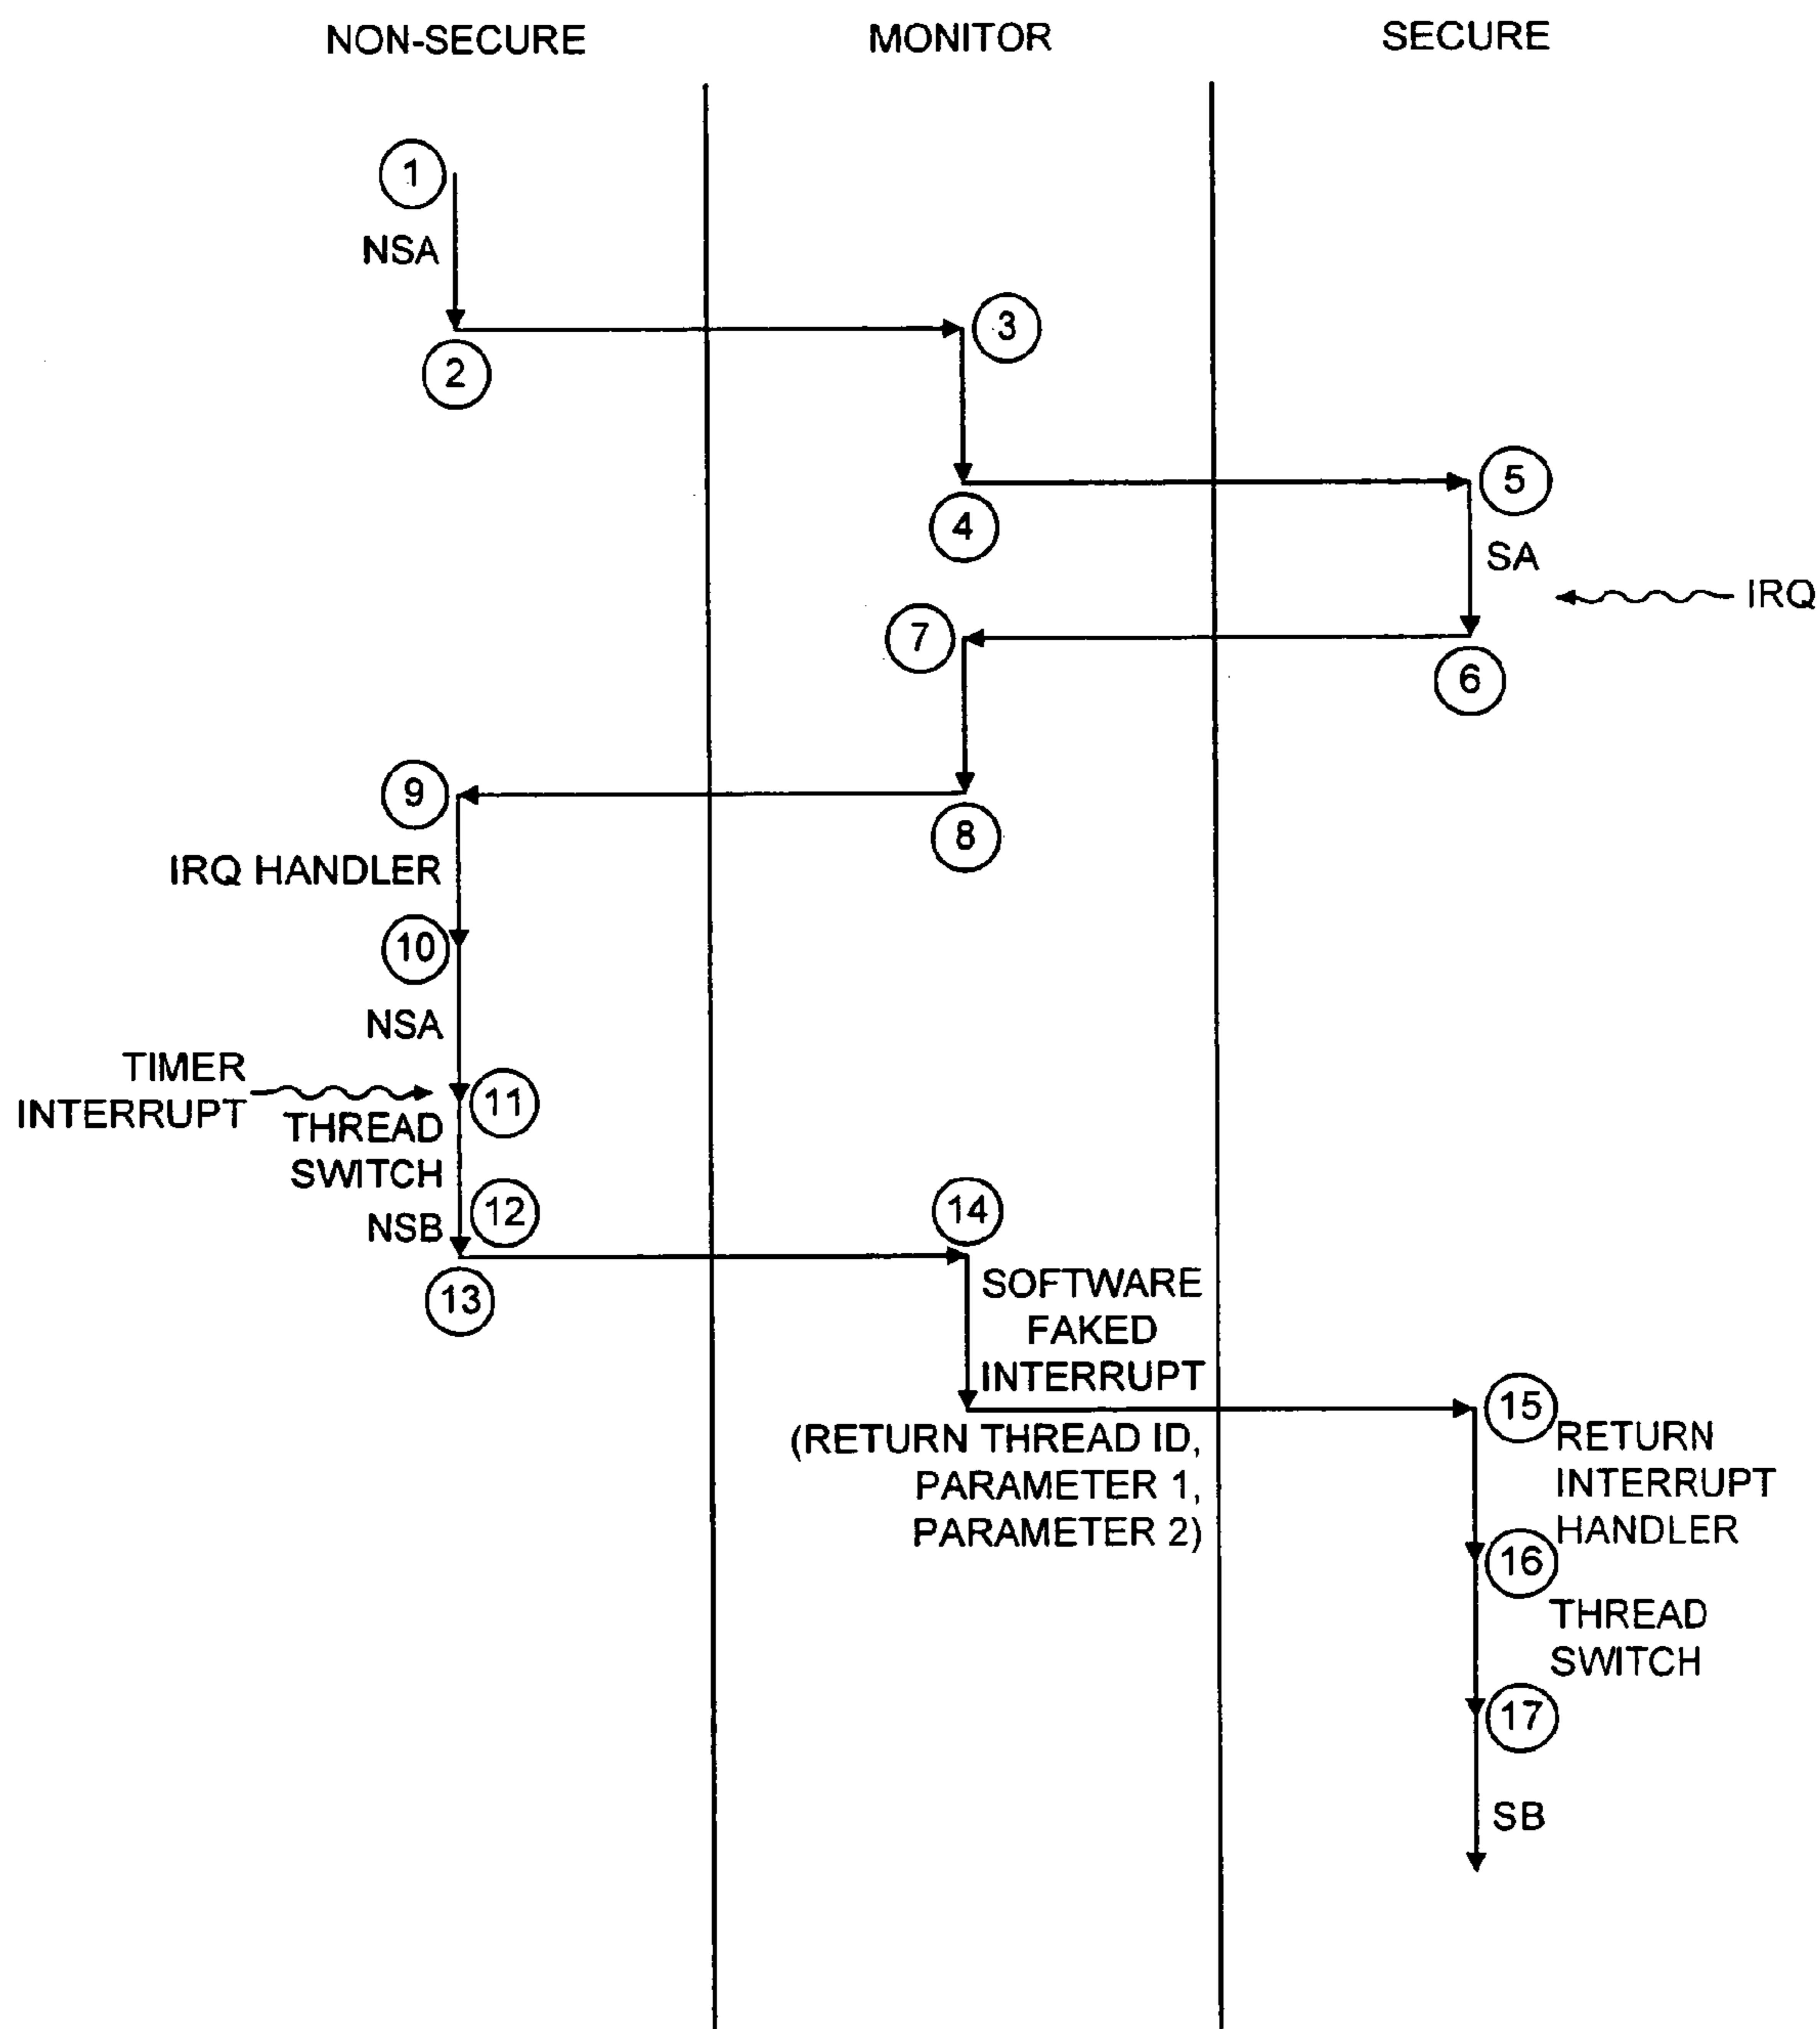 NON-SECURE MONITOR SECURE
1
NSA
2
3
4
5
SA
IRQ
6
7
8
9
IRQ HANDLER
10
NSA
TIMER
INTERRUPT
11
THREAD
SWITCH
12
NSB
13
14
SOFTWARE
FAKED
INTERRUPT
(RETURN THREAD ID,
PARAMETER 1,
PARAMETER 2)
15
RETURN
INTERRUPT
HANDLER
16
THREAD
SWITCH
17
SB